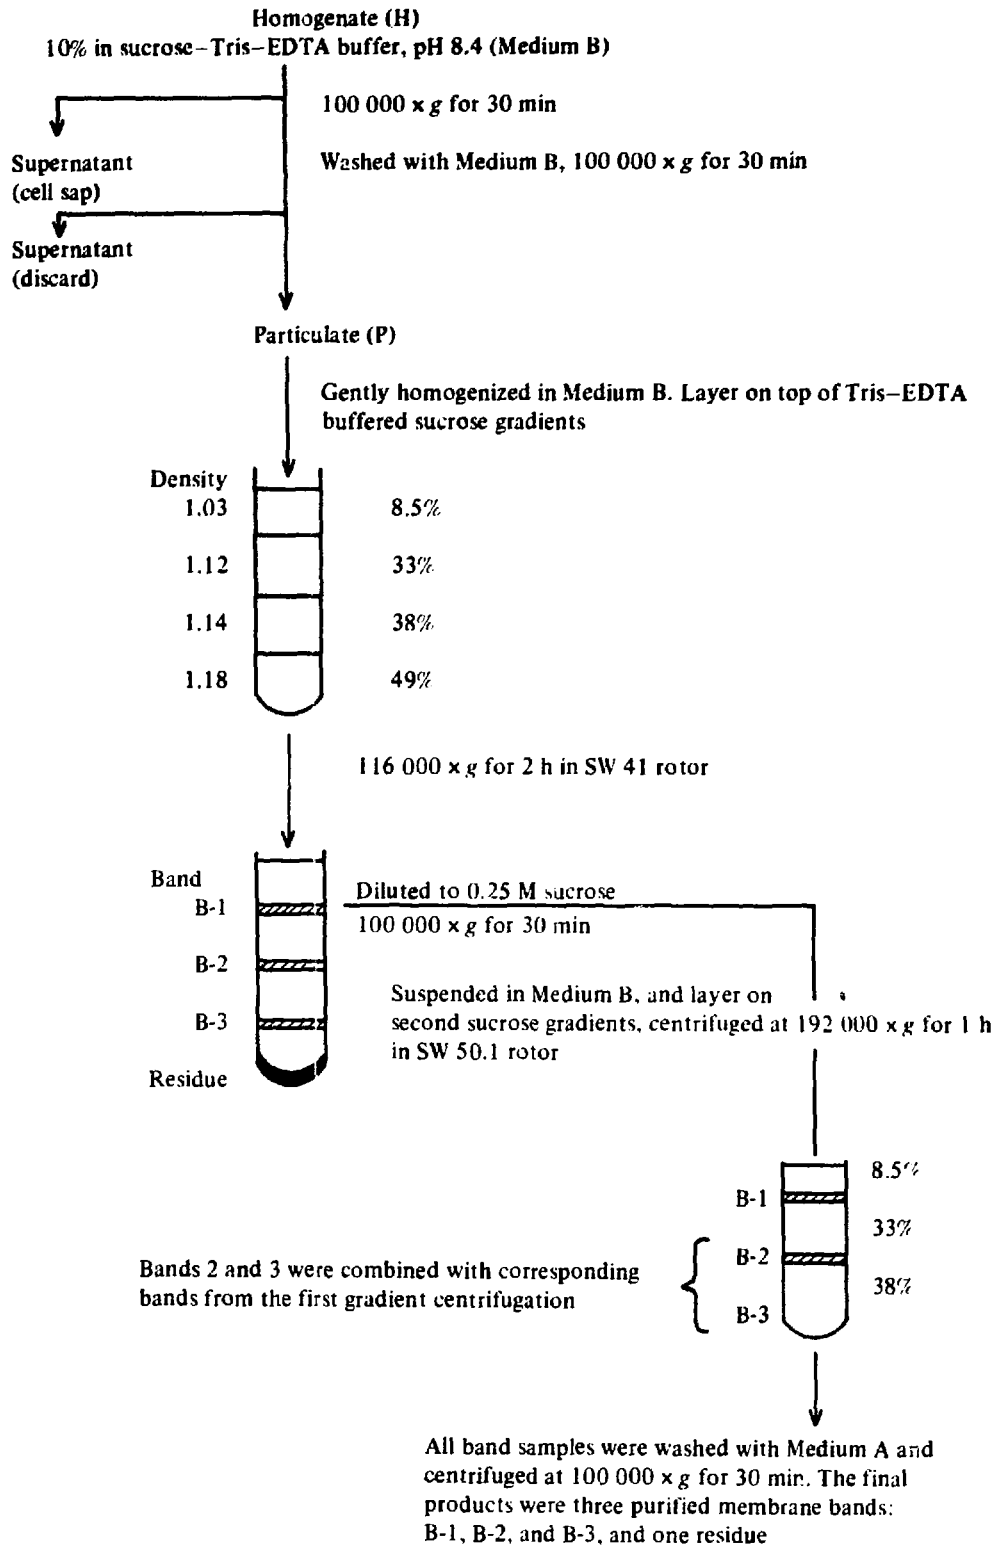 Homogenate (H)
10% in sucrose–Tris–EDTA buffer, pH 8.4 (Medium B)
100 000 x g for 30 min
Supernatant
(cell sap)
Washed with Medium B, 100 000 x g for 30 min
Supernatant
(discard)
Particulate (P)
Gently homogenized in Medium B. Layer on top of Tris–EDTA
buffered sucrose gradients
Density
1.03 8.5%
1.12 33%
1.14 38%
1.18 49%
116 000 x g for 2 h in SW 41 rotor
Band
B-1
B-2
B-3
Residue
Diluted to 0.25 M sucrose
100 000 x g for 30 min
Suspended in Medium B, and layer on
second sucrose gradients, centrifuged at 192 000 x g for 1 h
in SW 50.1 rotor
8.5%
B-1
33%
B-2
38%
B-3
Bands 2 and 3 were combined with corresponding
bands from the first gradient centrifugation
All band samples were washed with Medium A and
centrifuged at 100 000 x g for 30 min. The final
products were three purified membrane bands:
B-1, B-2, and B-3, and one residue